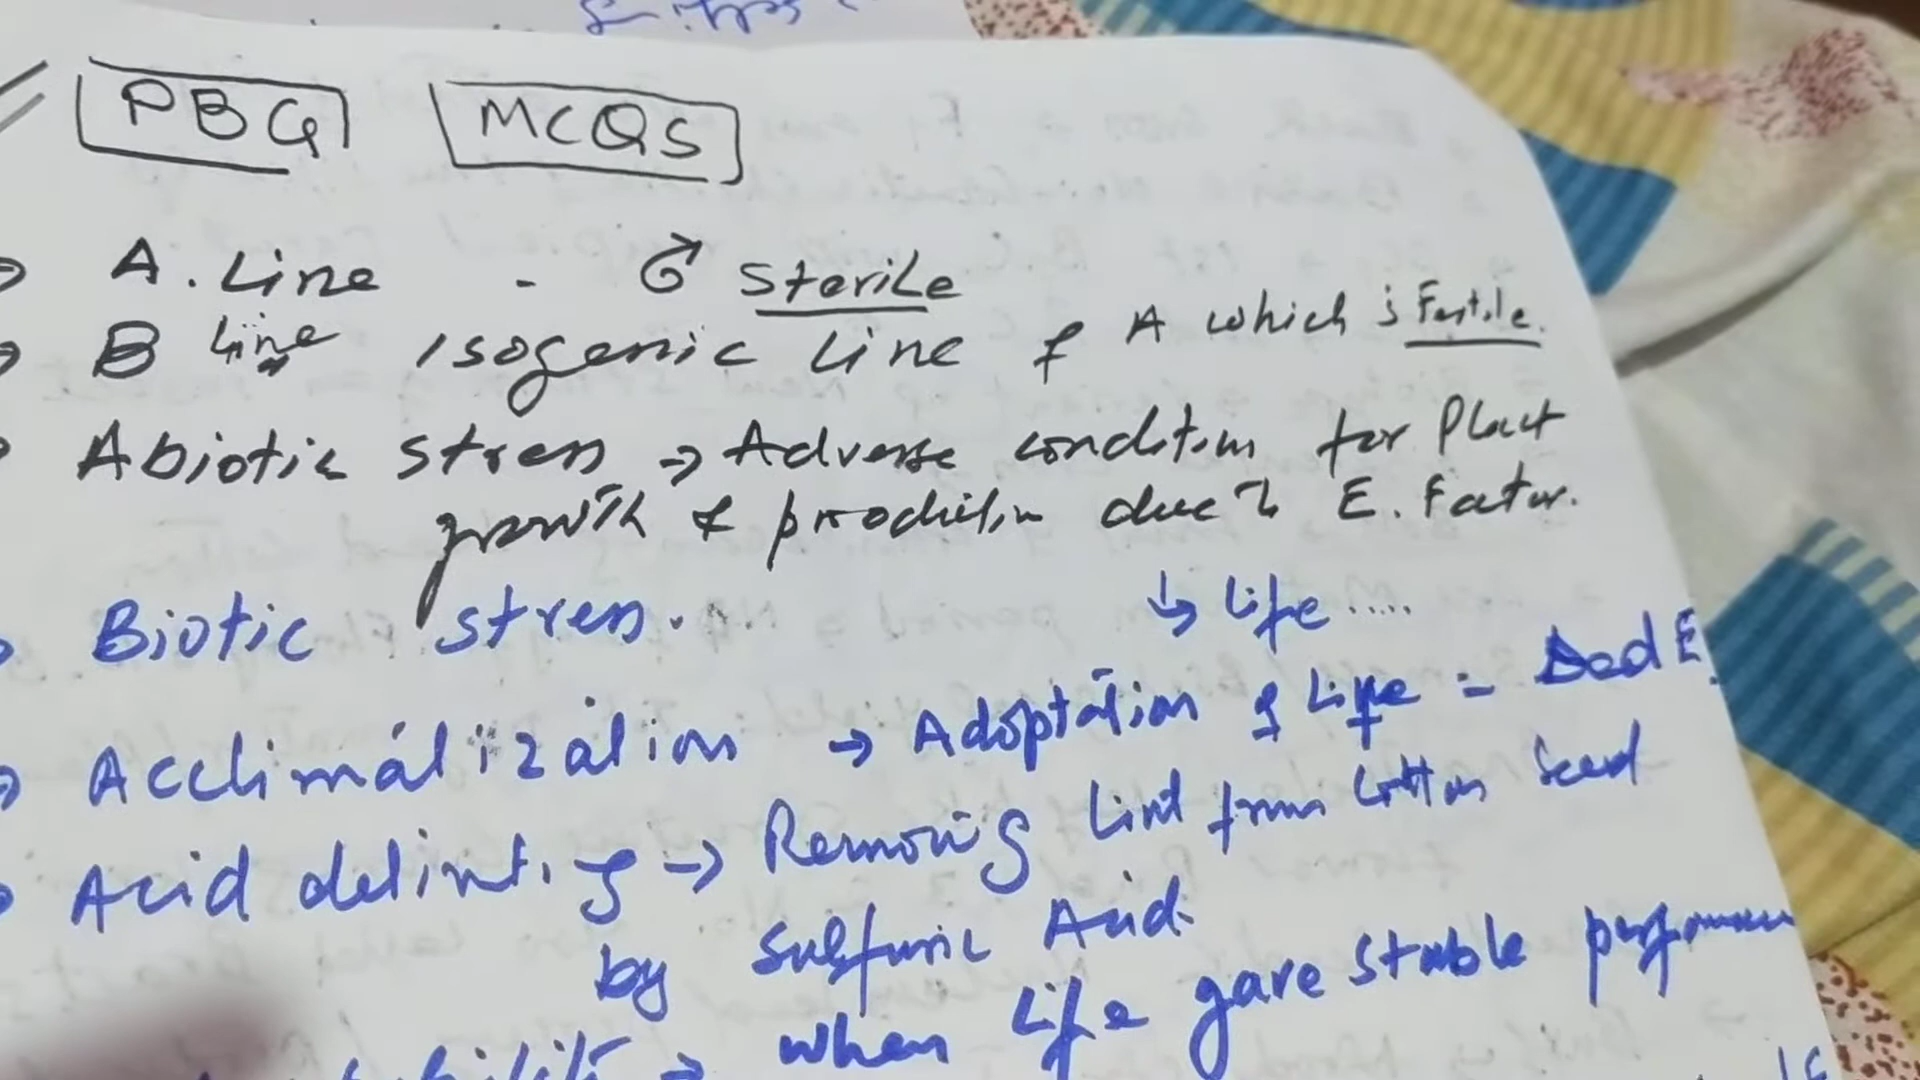 PBG MCQS
A. Line - ♂ Sterile
B line Isogenic Line of A which is Fertile.
Abiotic stress → Adverse condition for Plant
growth & production due to E. Factor.
Biotic stress. ↳ Life .....
Acclimatization → Adoptation of Life = Bad E.
Acid delinting → Removing Lint from Cotton Seed
by Sulfuric Acid.
→ when Life gave stable performance